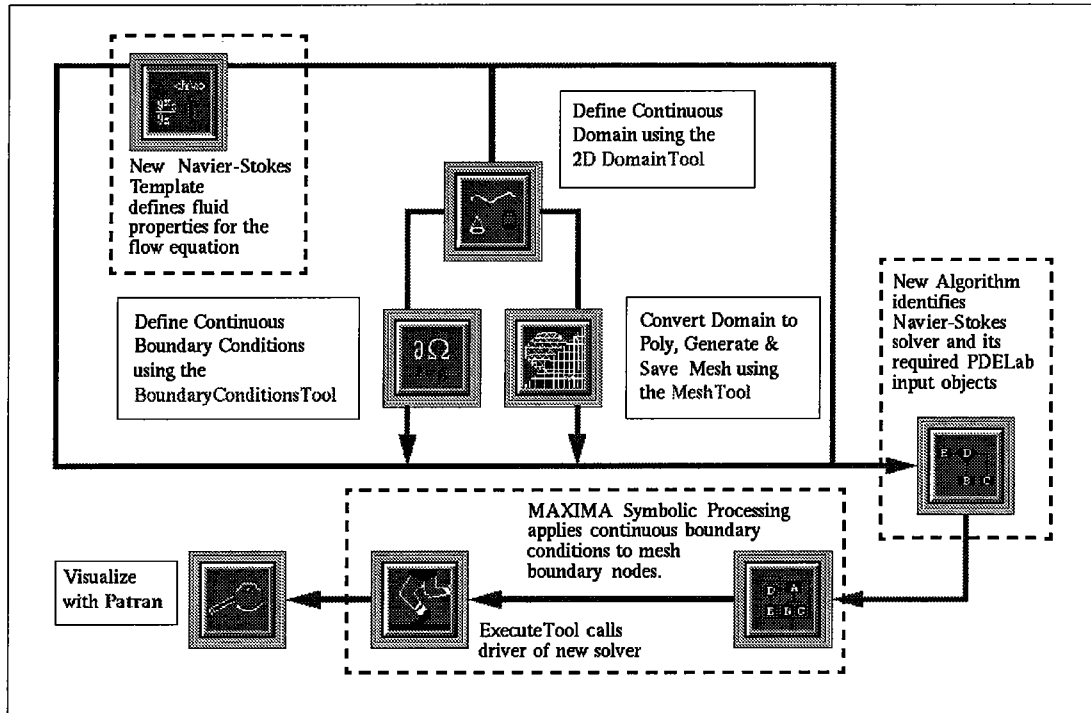 New Navier-Stokes
Template
defines fluid
properties for the
flow equation
Define Continuous
Domain using the
2D DomainTool
Define Continuous
Boundary Conditions
using the
BoundaryConditionsTool
∂Ω
Convert Domain to
Poly, Generate &
Save Mesh using
the MeshTool
New Algorithm
identifies
Navier-Stokes
solver and its
required PDELab
input objects
E D
B C
MAXIMA Symbolic Processing
applies continuous boundary
conditions to mesh
boundary nodes.
D A
Visualize
with Patran
ExecuteTool calls
driver of new solver